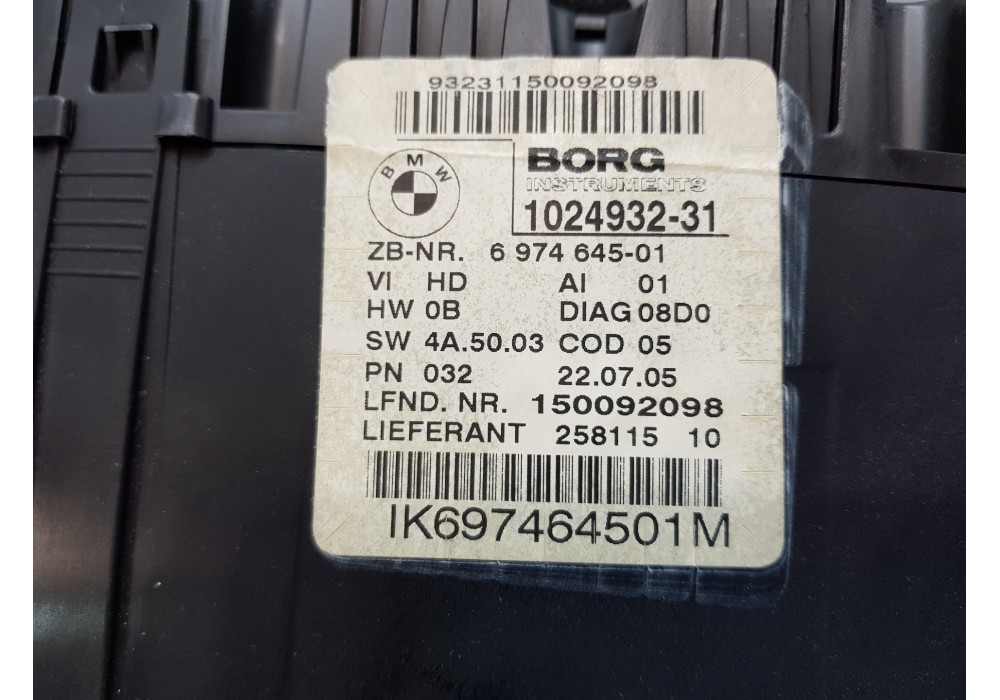 93231150092098
BMW
BORG
INSTRUMENTS
1024932-31
ZB-NR. 6 974 645-01
VI HD AI 01
HW 0B DIAG 08D0
SW 4A.50.03 COD 05
PN 032 22.07.05
LFND. NR. 150092098
LIEFERANT 258115 10
IK697464501M